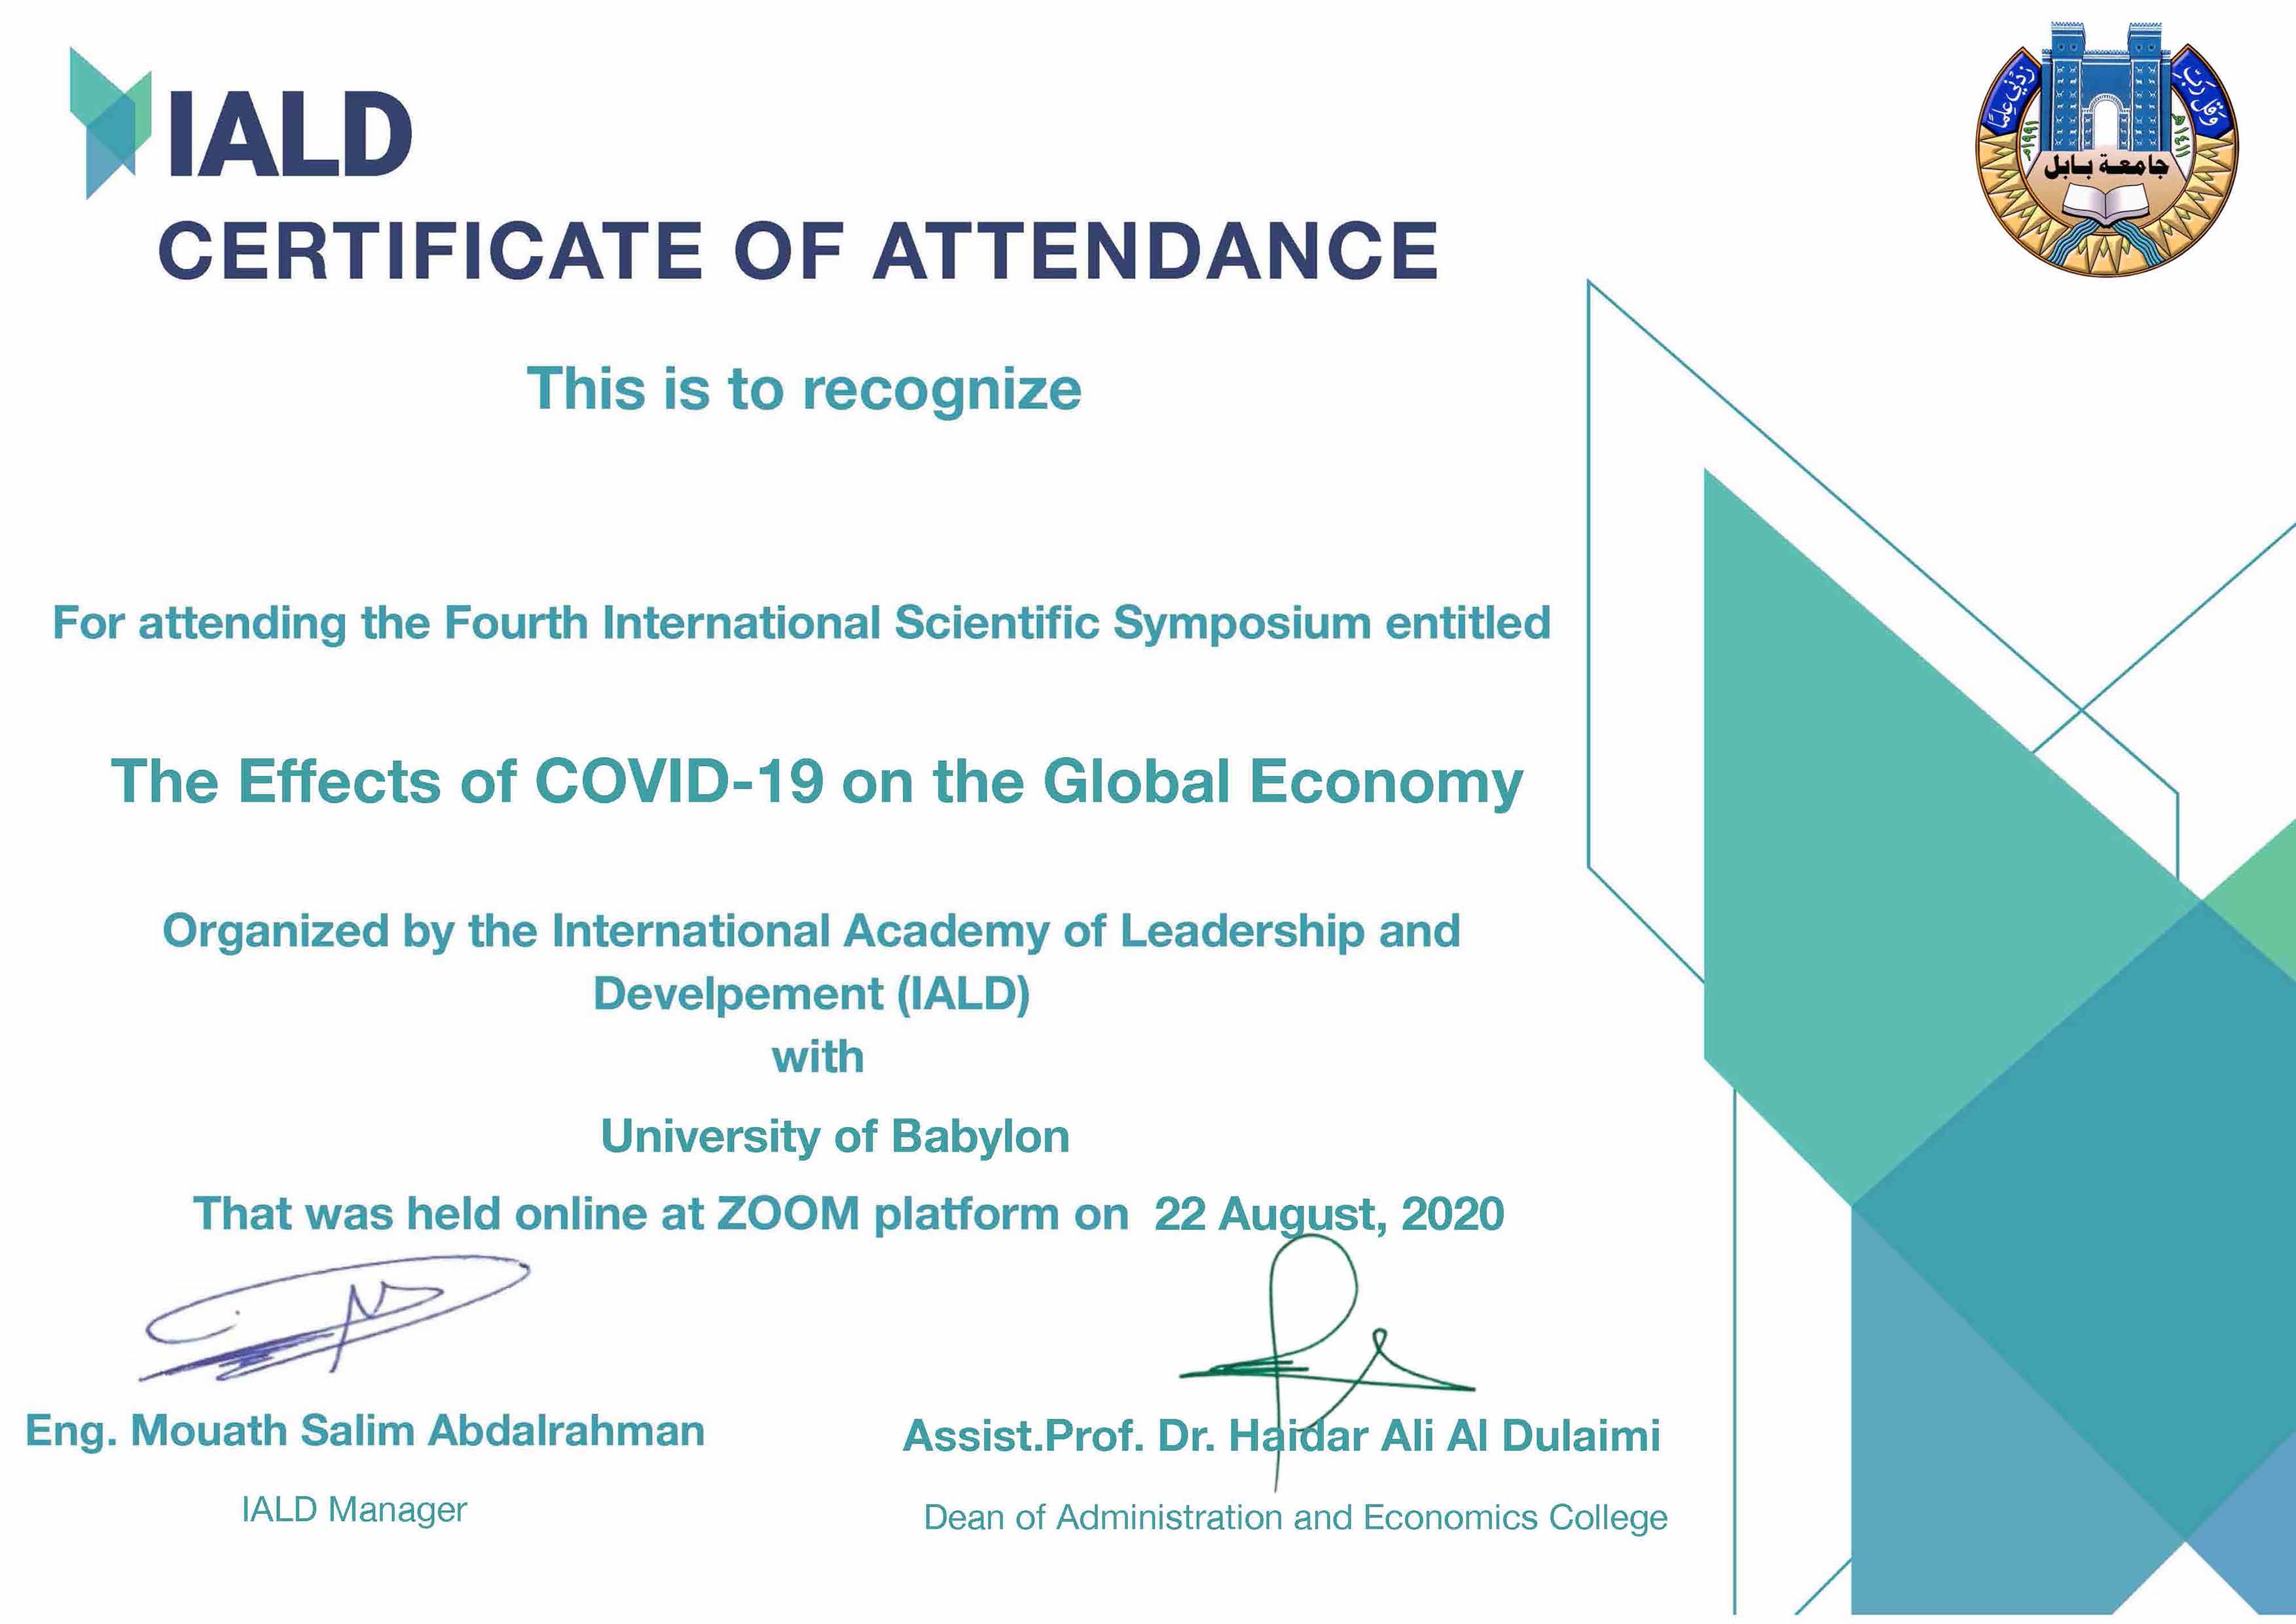 IALD
وَقُل رَبِّ
زِدْنِي عِلْمًا
١٩٩١م
١٤١١هـ
جامعة بابل
CERTIFICATE OF ATTENDANCE
This is to recognize
For attending the Fourth International Scientific Symposium entitled
The Effects of COVID-19 on the Global Economy
Organized by the International Academy of Leadership and
Develpement (IALD)
with
University of Babylon
That was held online at ZOOM platform on 22 August, 2020
Eng. Mouath Salim Abdalrahman
Assist.Prof. Dr. Haidar Ali Al Dulaimi
IALD Manager
Dean of Administration and Economics College